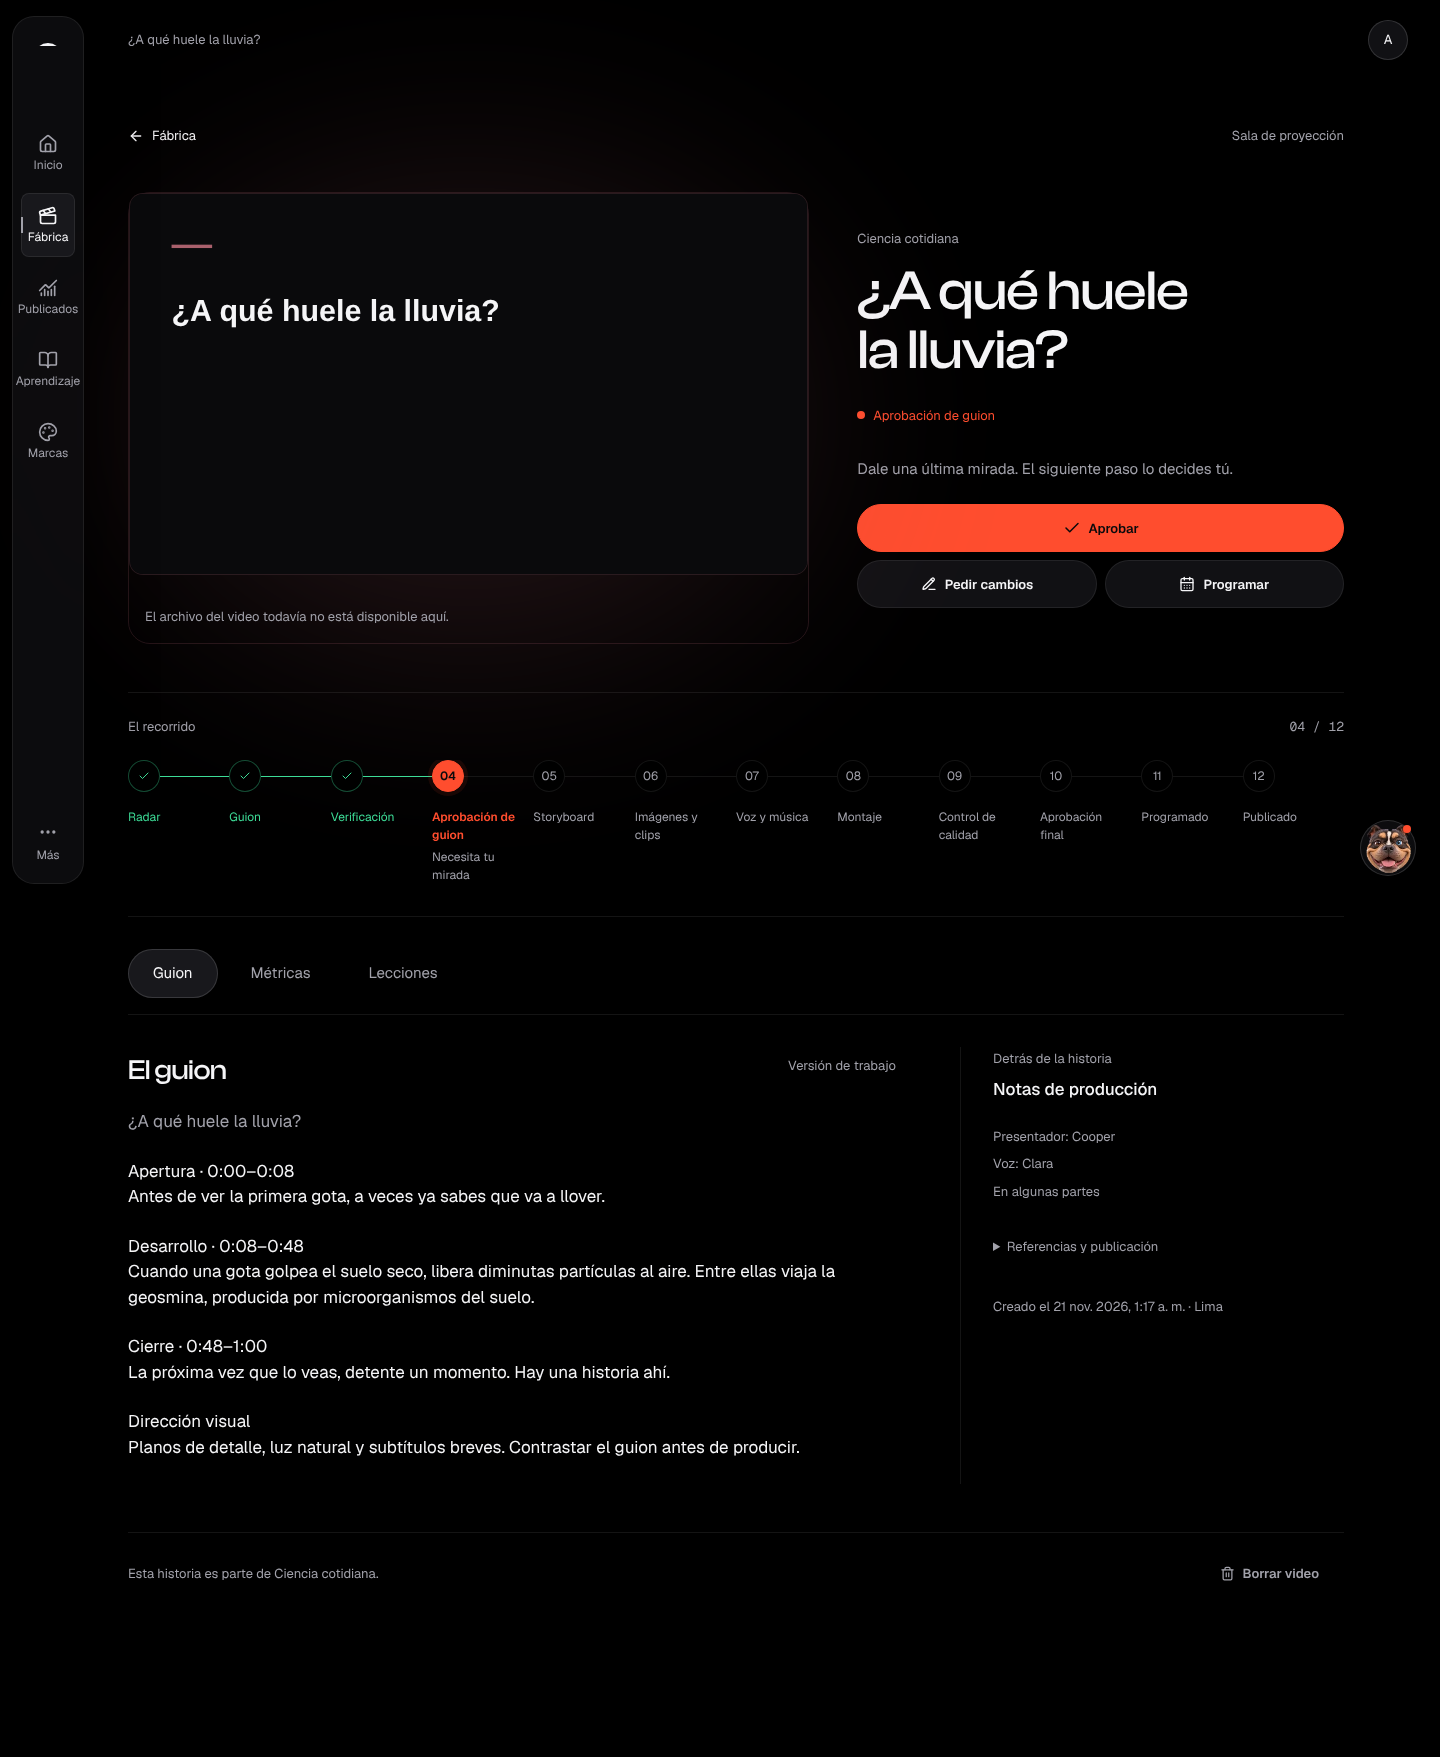 ¿A qué huele la lluvia?
A
Inicio
Fábrica
Publicados
Aprendizaje
Marcas
Más
Fábrica
Sala de proyección
¿A qué huele la lluvia?
El archivo del video todavía no está disponible aquí.
Ciencia cotidiana
¿A qué huele
la lluvia?
Aprobación de guion
Dale una última mirada. El siguiente paso lo decides tú.
Aprobar
Pedir cambios
Programar
El recorrido
04 / 12
Radar
Guion
Verificación
04
Aprobación de
guion
Necesita tu
mirada
05
Storyboard
06
Imágenes y
clips
07
Voz y música
08
Montaje
09
Control de
calidad
10
Aprobación
final
11
Programado
12
Publicado
Guion
Métricas
Lecciones
El guion
Versión de trabajo
¿A qué huele la lluvia?
Apertura · 0:00–0:08
Antes de ver la primera gota, a veces ya sabes que va a llover.
Desarrollo · 0:08–0:48
Cuando una gota golpea el suelo seco, libera diminutas partículas al aire. Entre ellas viaja la
geosmina, producida por microorganismos del suelo.
Cierre · 0:48–1:00
La próxima vez que lo veas, detente un momento. Hay una historia ahí.
Dirección visual
Planos de detalle, luz natural y subtítulos breves. Contrastar el guion antes de producir.
Detrás de la historia
Notas de producción
Presentador: Cooper
Voz: Clara
En algunas partes
Referencias y publicación
Creado el 21 nov. 2026, 1:17 a. m. · Lima
Esta historia es parte de Ciencia cotidiana.
Borrar video